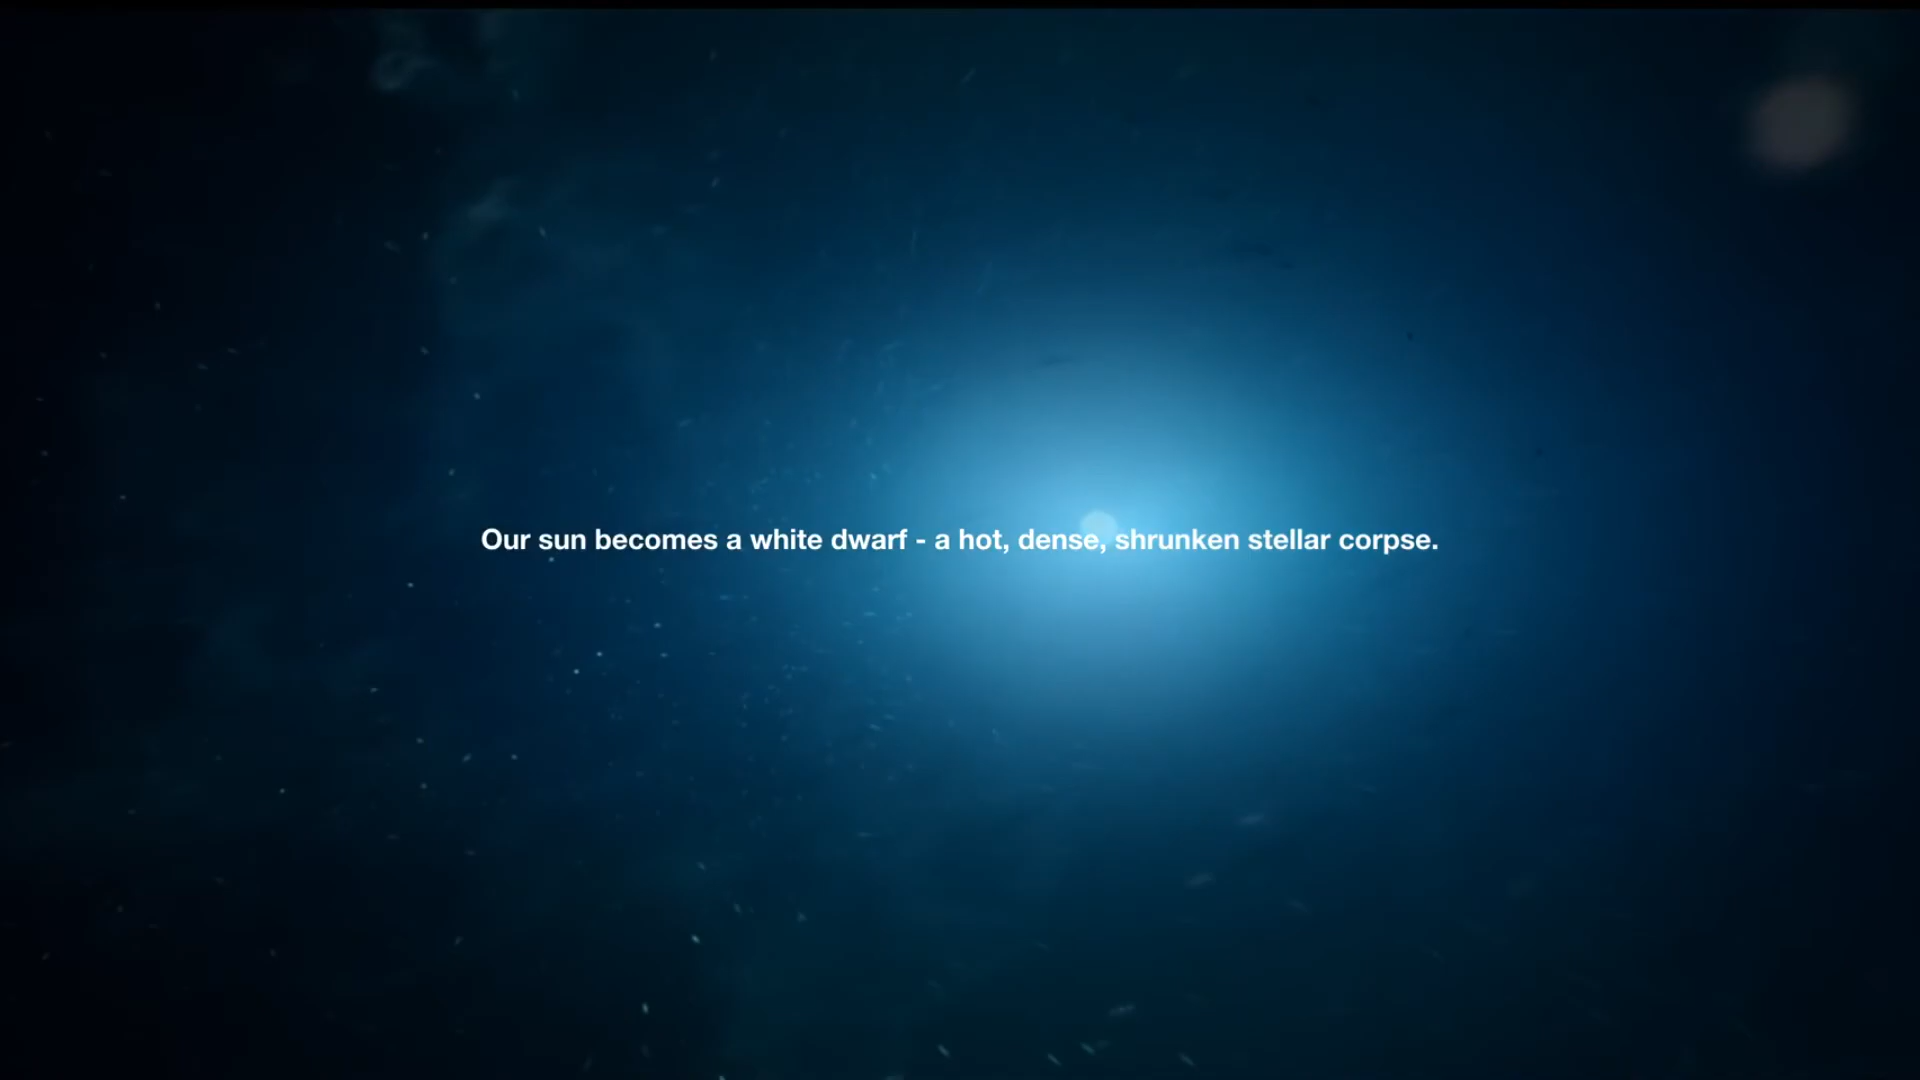 Our sun becomes a white dwarf - a hot, dense, shrunken stellar corpse.